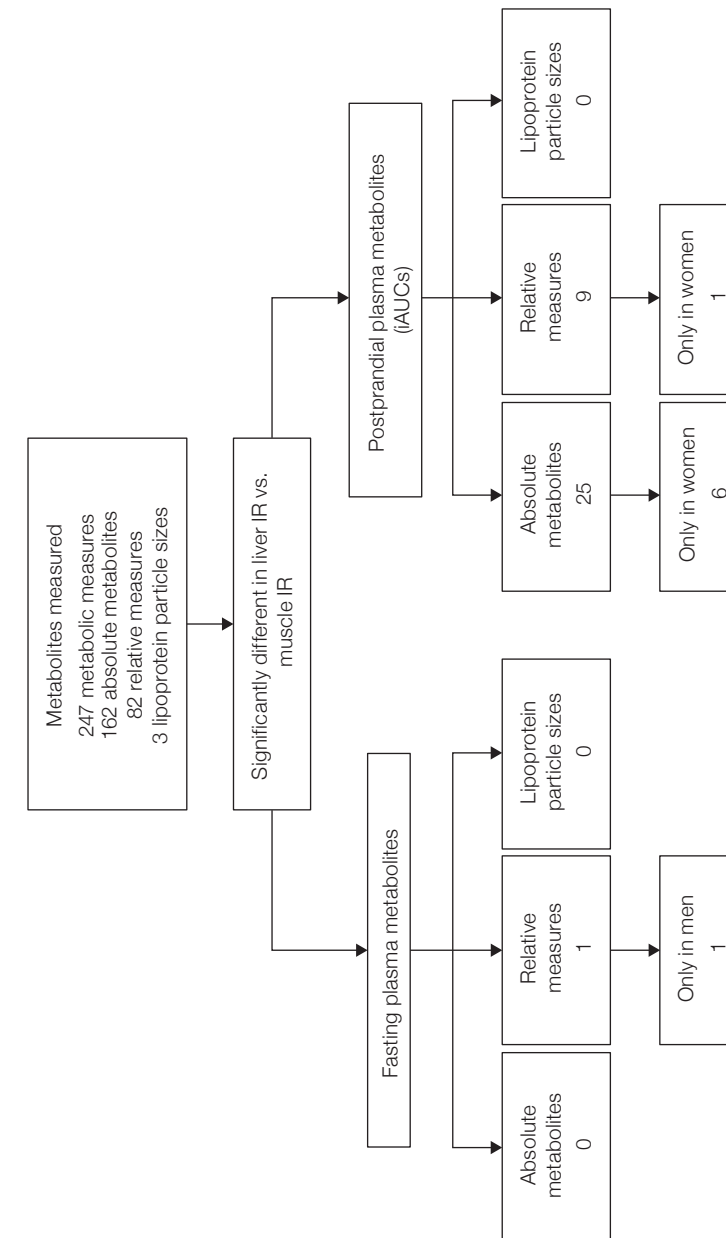 Metabolites measured
247 metabolic measures
162 absolute metabolites
82 relative measures
3 lipoprotein particle sizes
Significantly different in liver IR vs.
muscle IR
Fasting plasma metabolites
Absolute
metabolites
0
Relative
measures
1
Only in men
1
Lipoprotein
particle sizes
0
Postprandial plasma metabolites
(iAUCs)
Absolute
metabolites
25
Only in women
6
Relative
measures
9
Only in women
1
Lipoprotein
particle sizes
0